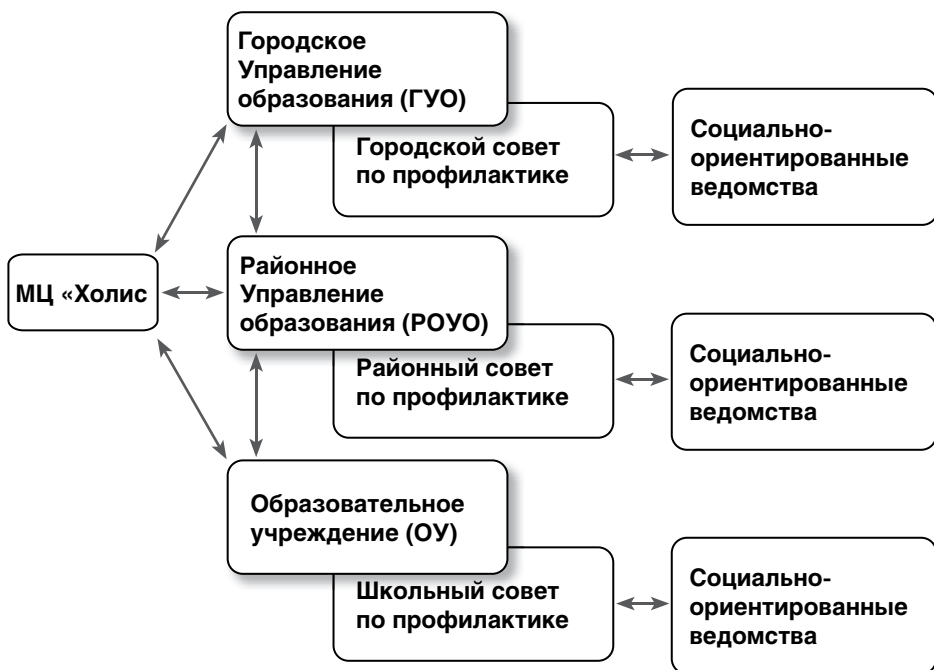 Городское
Управление
образования (ГУО)
Городской совет
по профилактике
Социально-
ориентированные
ведомства
МЦ «Холис
Районное
Управление
образования (РОУО)
Районный совет
по профилактике
Социально-
ориентированные
ведомства
Образовательное
учреждение (ОУ)
Школьный совет
по профилактике
Социально-
ориентированные
ведомства